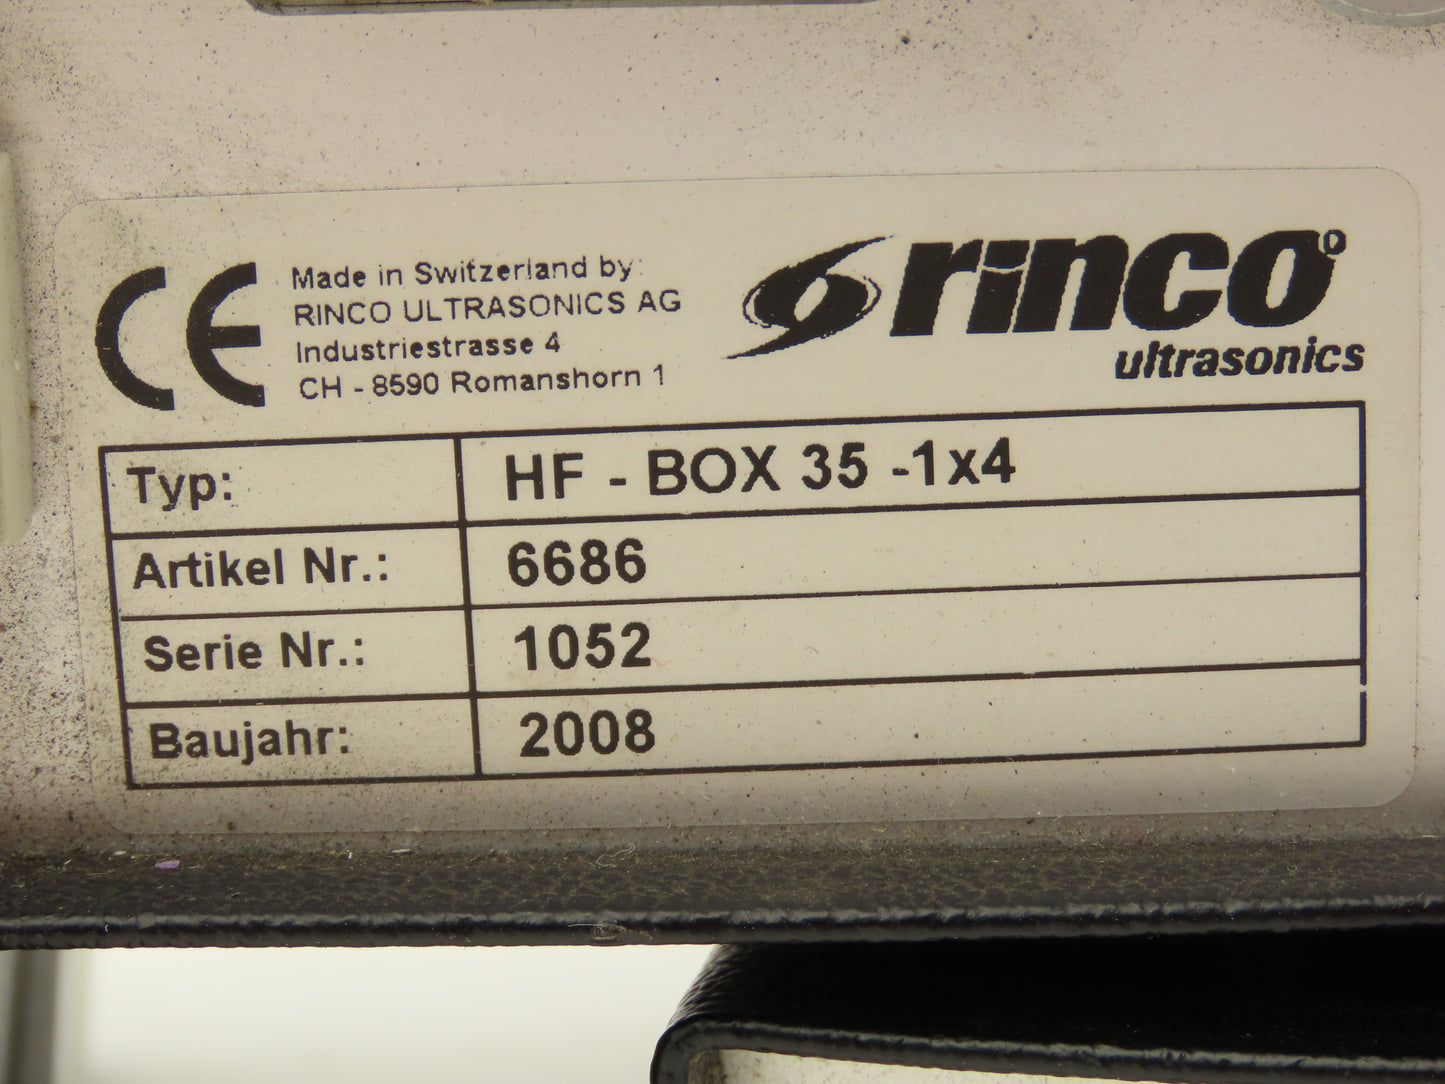 CE
Made in Switzerland by:
RINCO ULTRASONICS AG
Industriestrasse 4
CH - 8590 Romanshorn 1
rinco®
ultrasonics
Typ: HF - BOX 35 -1x4
Artikel Nr.: 6686
Serie Nr.: 1052
Baujahr: 2008